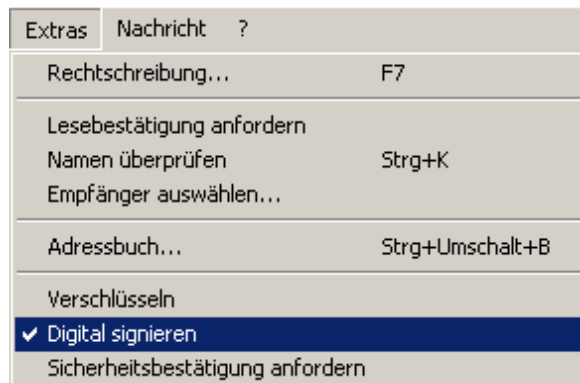 Extras Nachricht ?
Rechtschreibung... F7
Lesebestätigung anfordern
Namen überprüfen Strg+K
Empfänger auswählen...
Adressbuch... Strg+Umschalt+B
Verschlüsseln
Digital signieren
Sicherheitsbestätigung anfordern